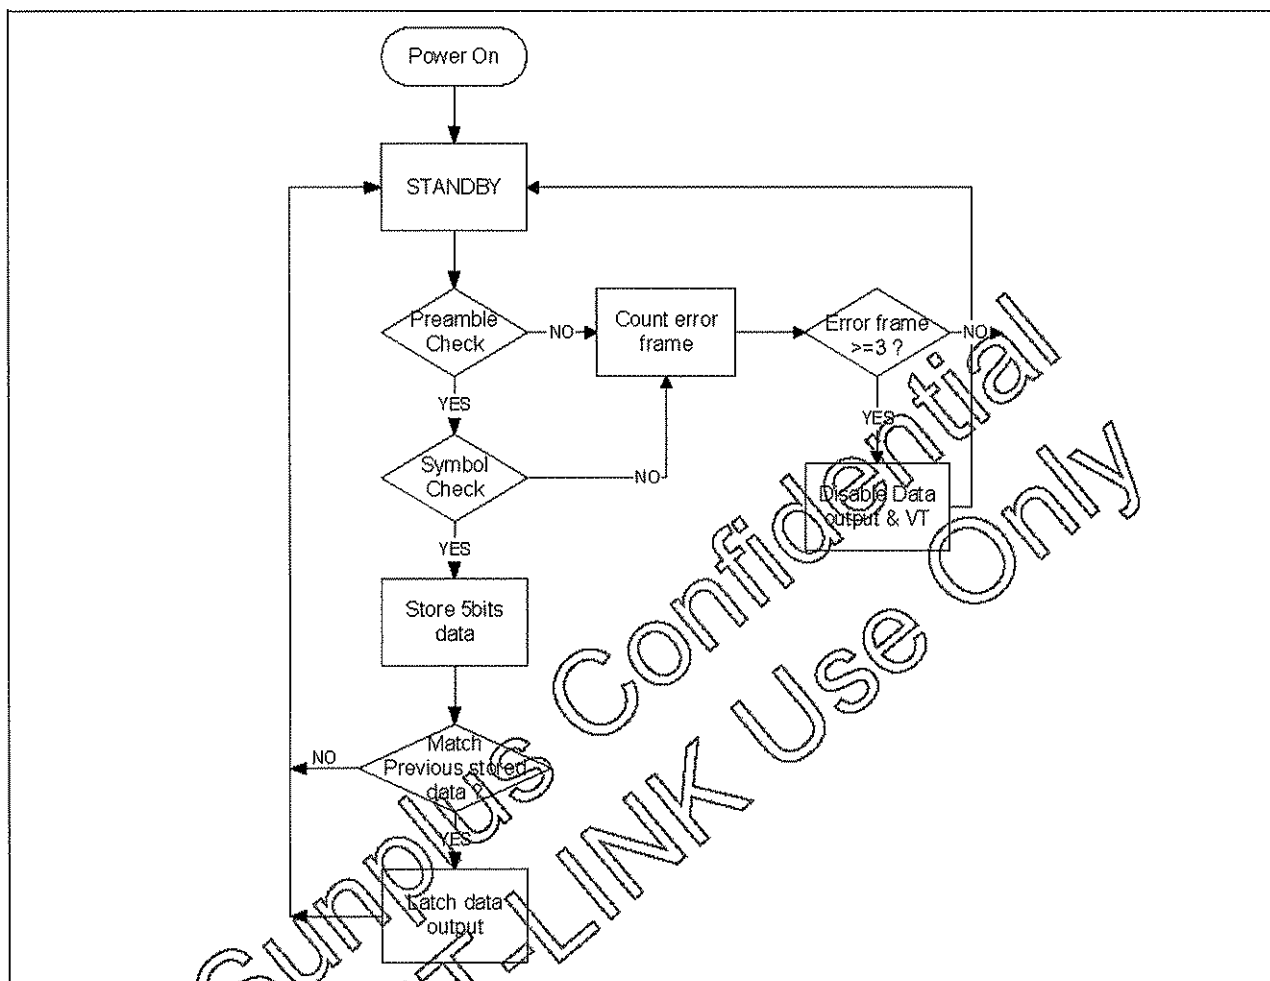 Power On
STANDBY
Preamble
Check
NO
Count error
frame
Error frame
>=3 ?
NO
YES
YES
Symbol
Check
NO
Disable Data
output & VT
YES
Store 5bits
data
Match
Previous stored
data ?
NO
YES
Latch data
output
Sunplus Confidential
-LINK Use Only